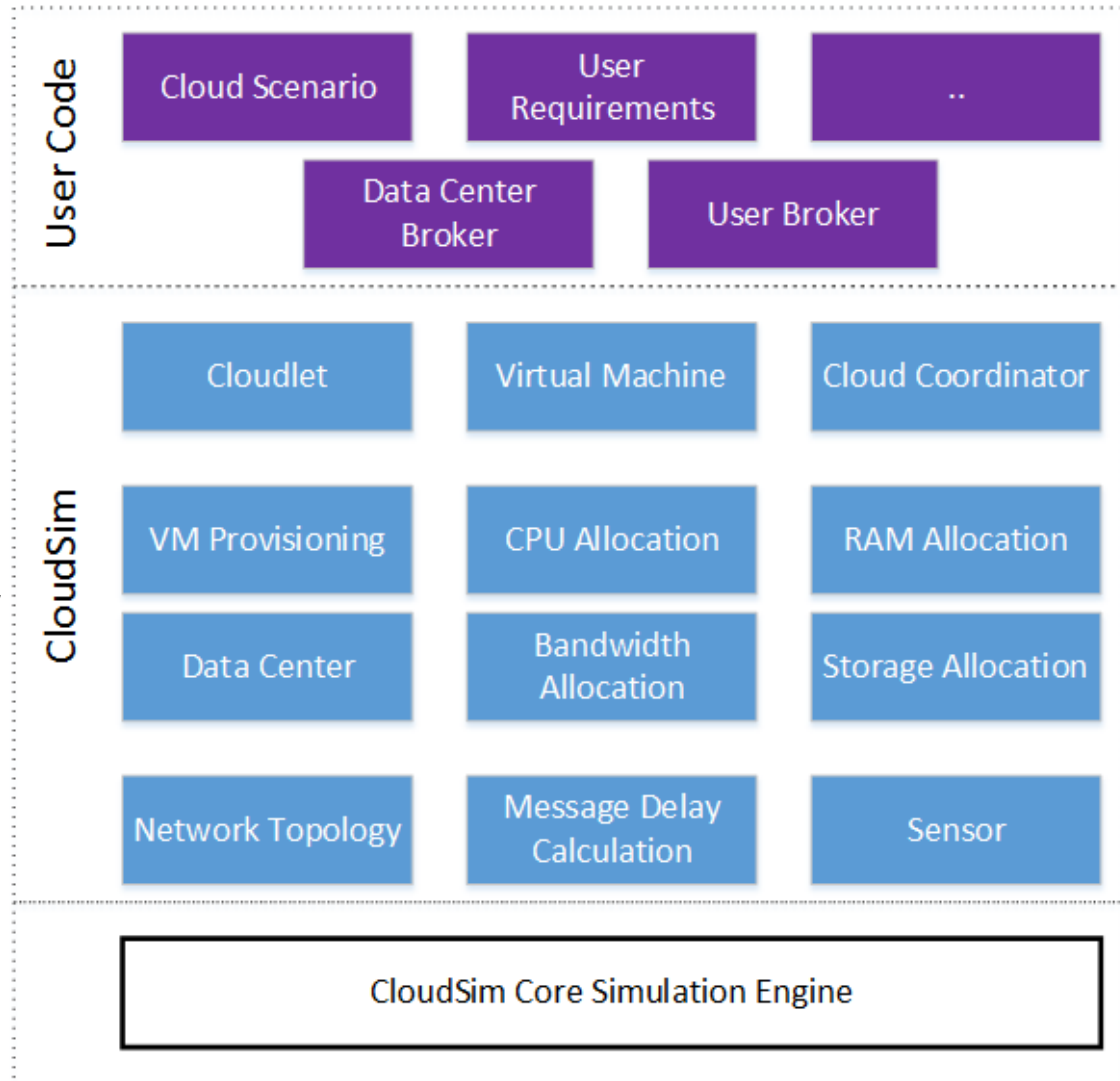 User Code
Cloud Scenario
User
Requirements
..
Data Center
Broker
User Broker
CloudSim
Cloudlet
Virtual Machine
Cloud Coordinator
VM Provisioning
CPU Allocation
RAM Allocation
Data Center
Bandwidth
Allocation
Storage Allocation
Network Topology
Message Delay
Calculation
Sensor
CloudSim Core Simulation Engine